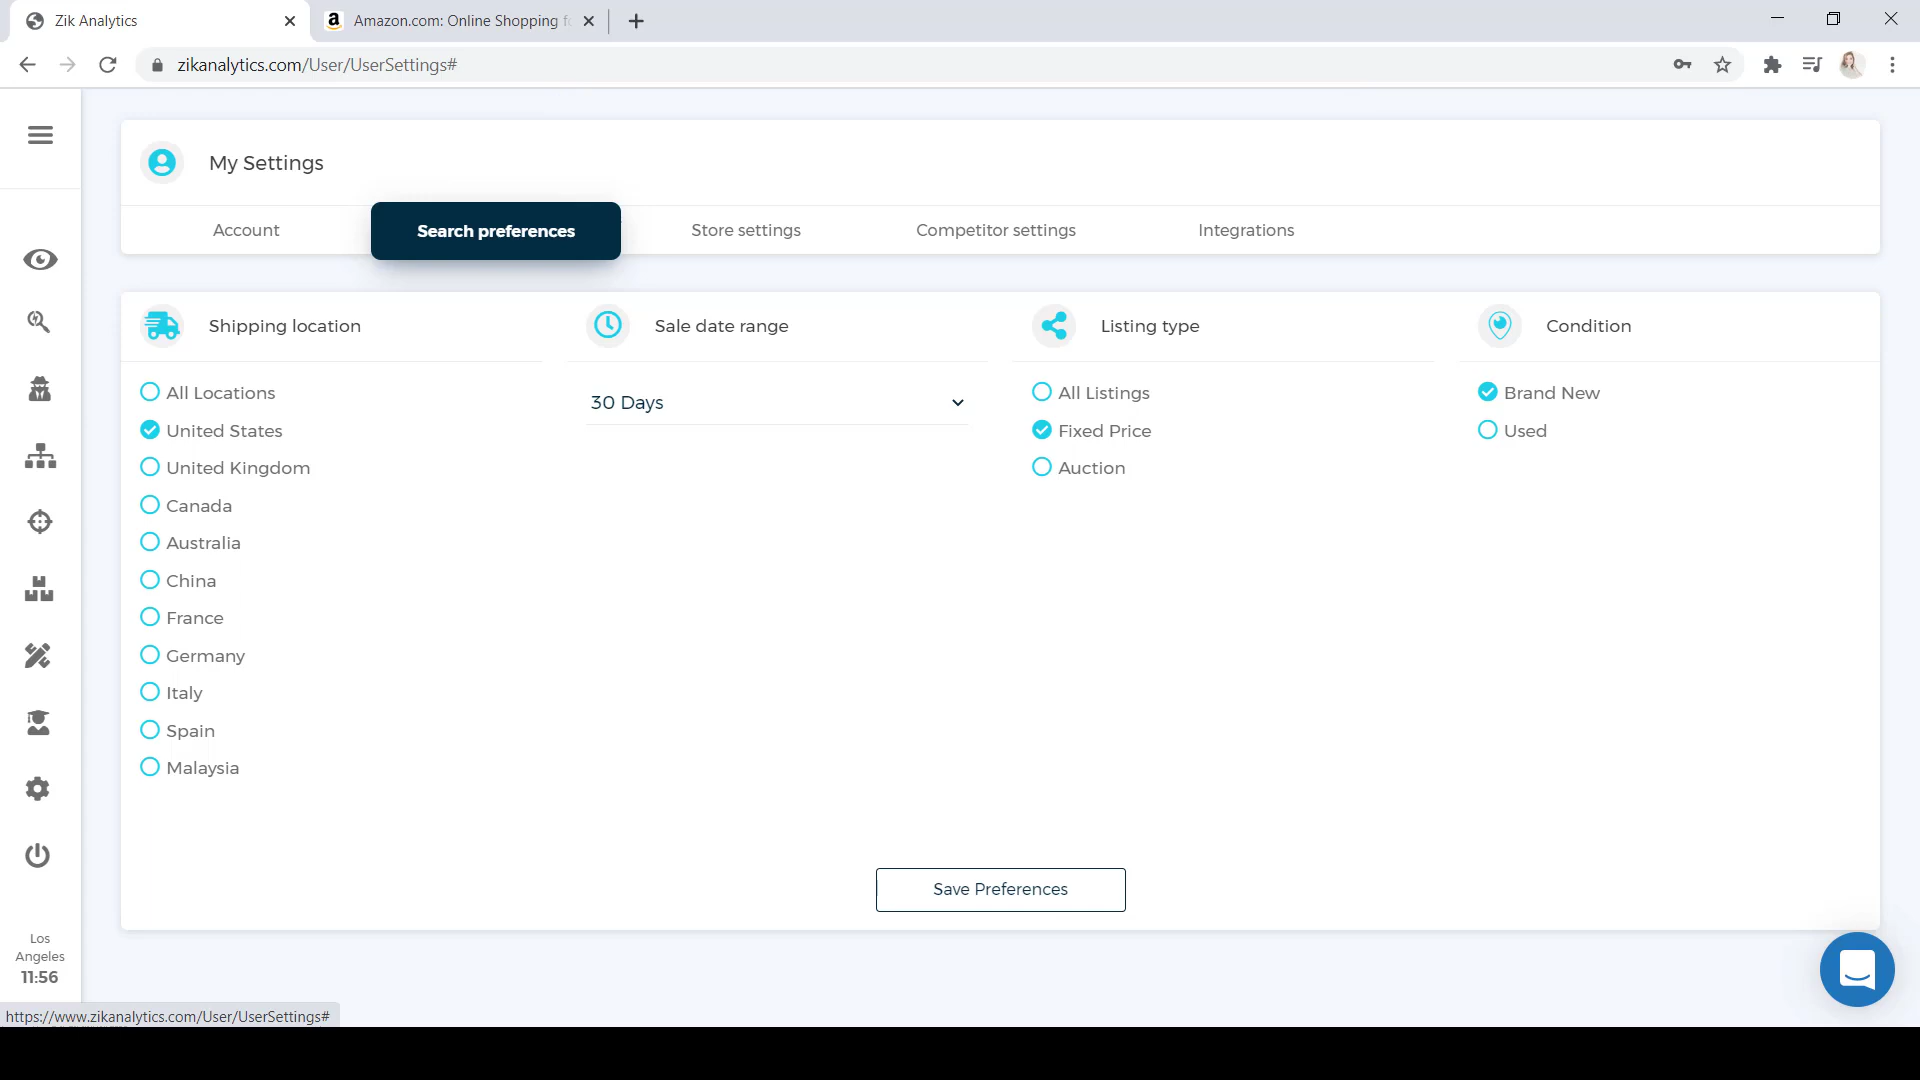 Zik Analytics
Amazon.com: Online Shopping f
zikanalytics.com/User/UserSettings#
My Settings
Account
Search preferences
Store settings
Competitor settings
Integrations
Shipping location
Sale date range
Listing type
Condition
All Locations
30 Days
All Listings
Brand New
United States
Fixed Price
Used
United Kingdom
Auction
Canada
Australia
China
France
Germany
Italy
Spain
Malaysia
Save Preferences
Los
Angeles
11:56
https://www.zikanalytics.com/User/UserSettings#